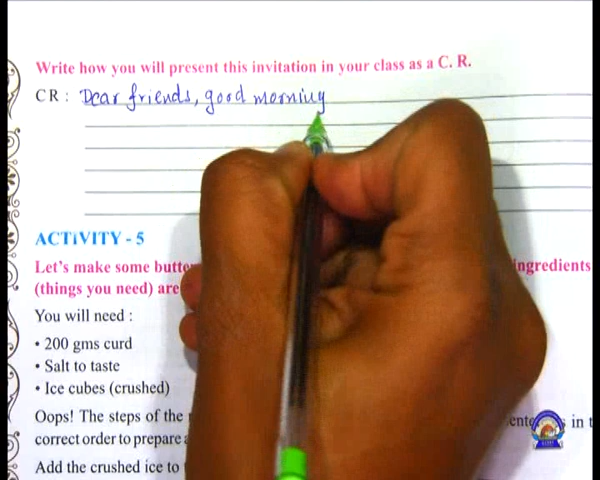 Write how you will present this invitation in your class as a C. R.
CR : Dear friends, good morning
ACTiVITY - 5
Let's make some ingredients
(things you need) are
You will need :
• 200 gms curd
• Salt to taste
• Ice cubes (crushed)
Oops! The steps of the in
correct order to prepare
Add the crushed ice to